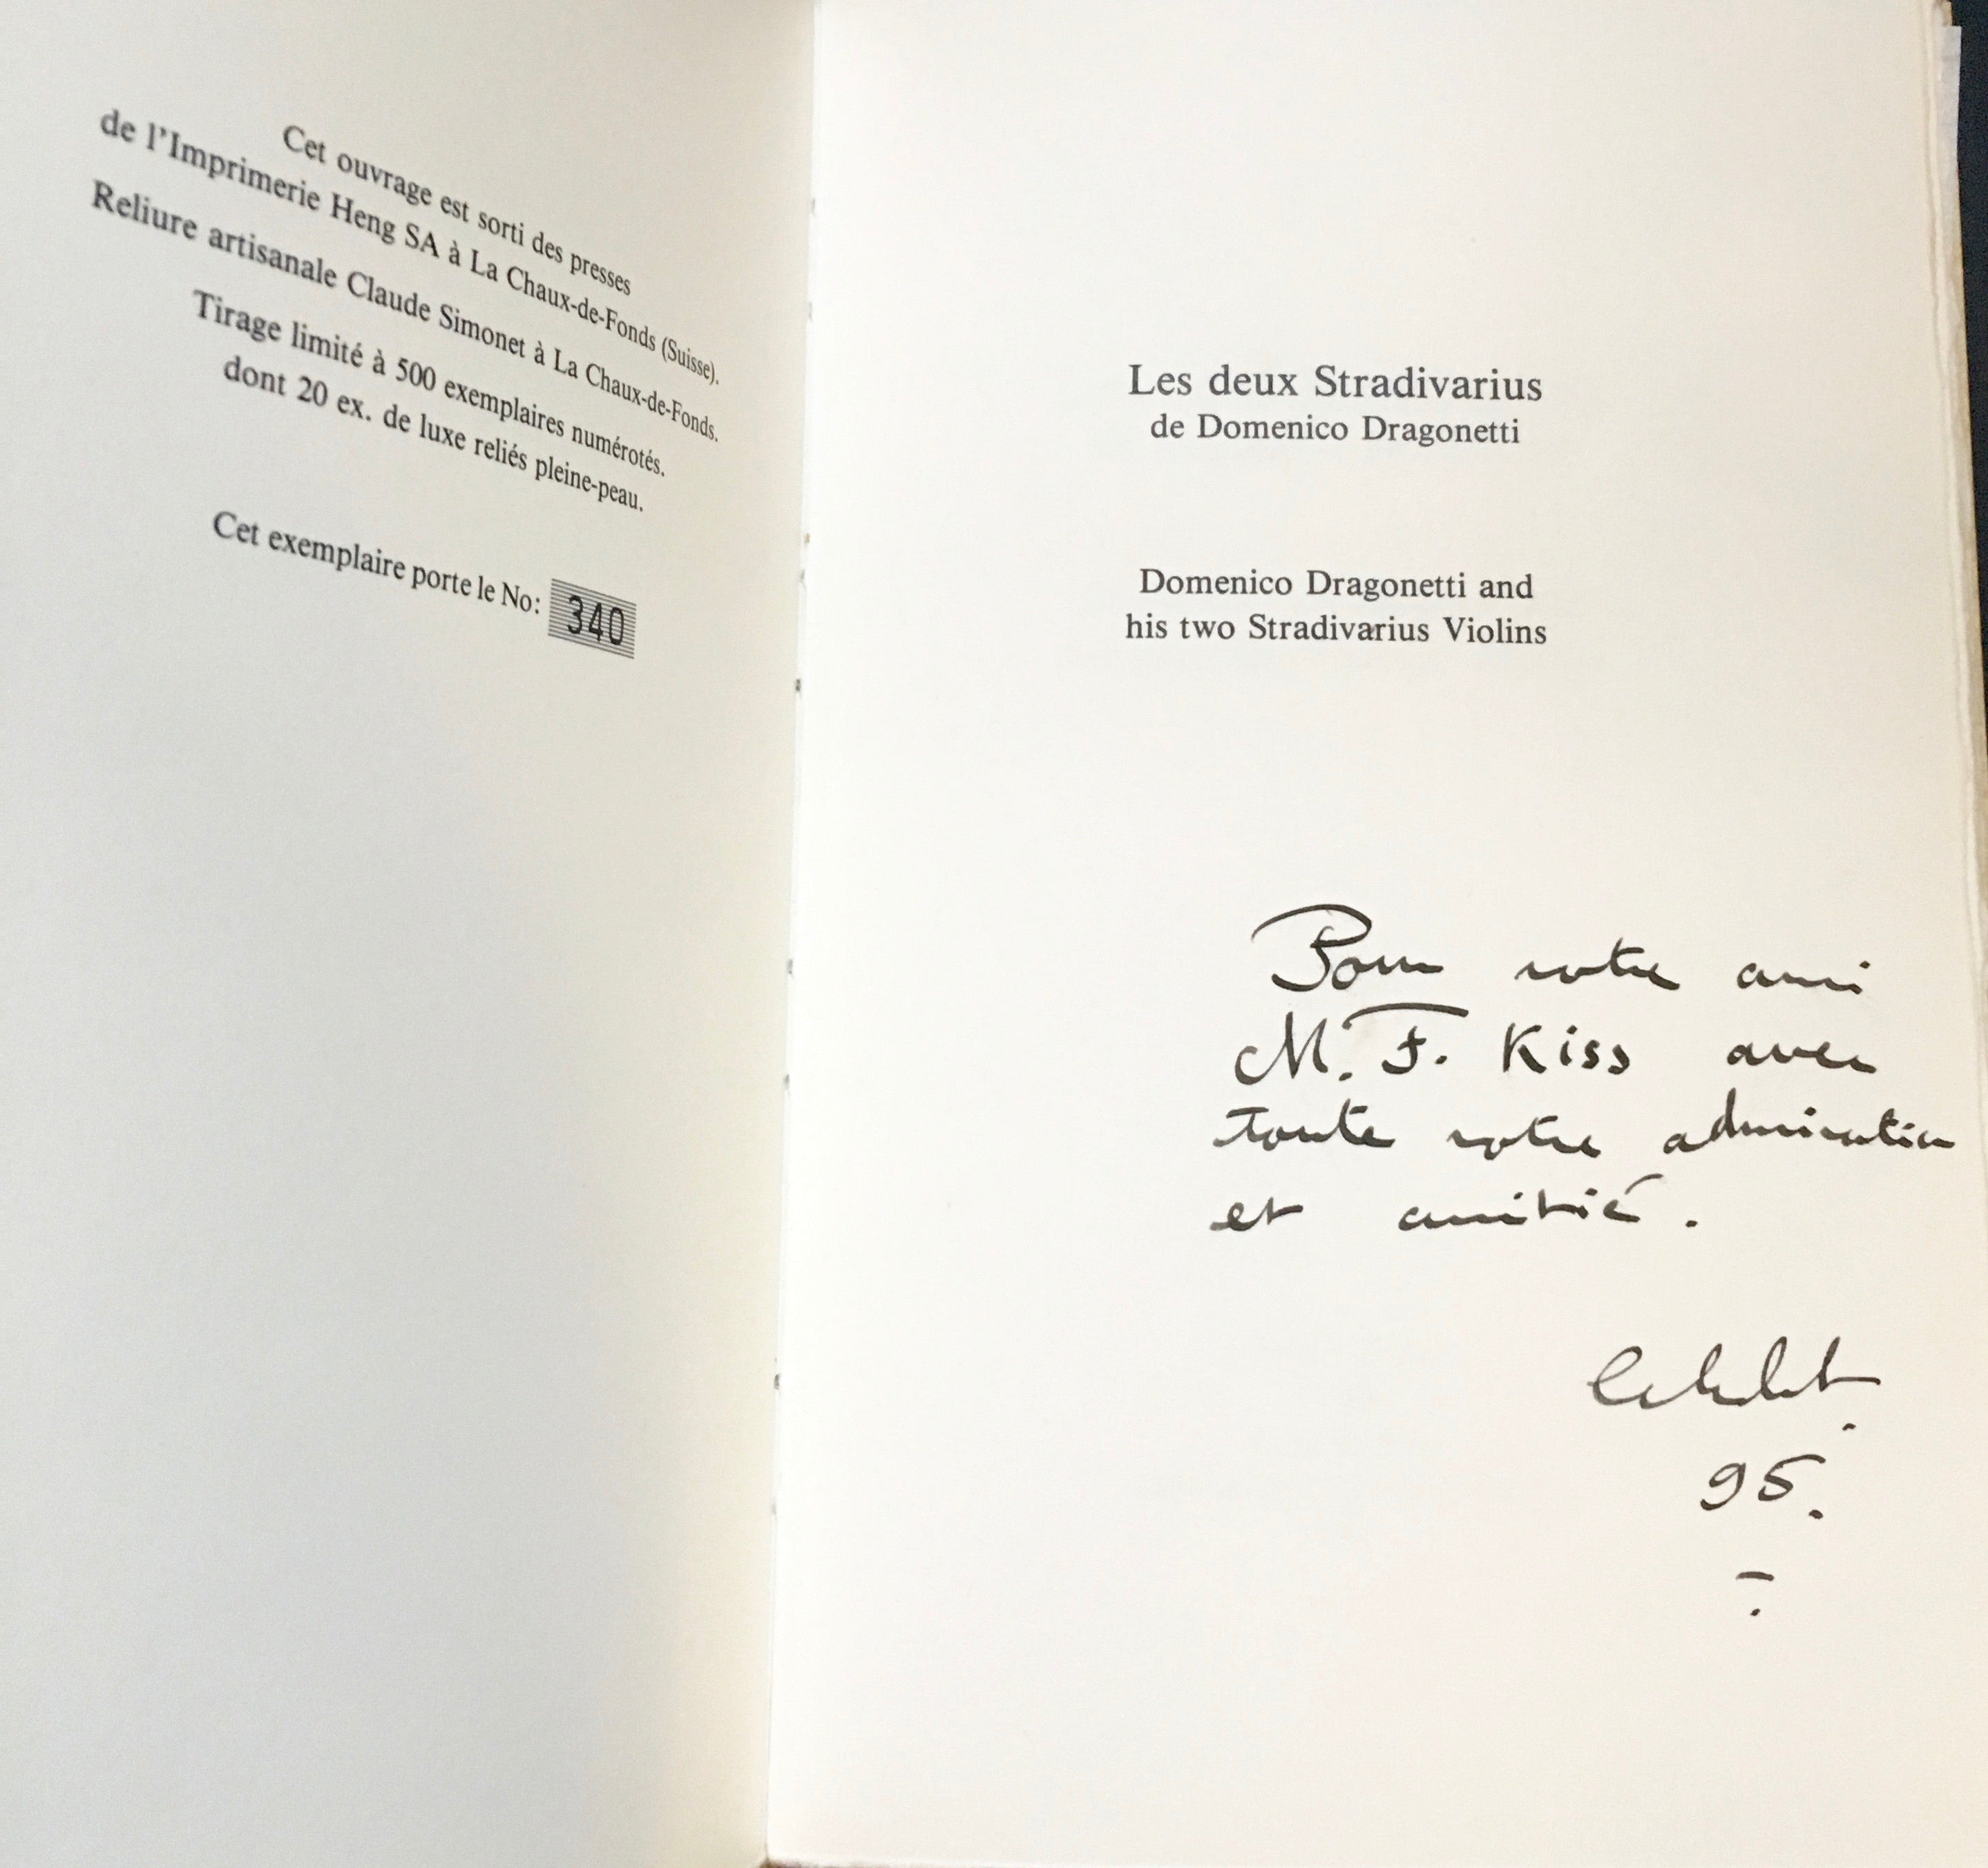 Cet ouvrage est sorti des presses
de l'Imprimerie Heng SA à La Chaux-de-Fonds (Suisse).
Reliure artisanale Claude Simonet à La Chaux-de-Fonds.
Tirage limité à 500 exemplaires numérotés.
dont 20 ex. de luxe reliés pleine-peau.
Cet exemplaire porte le No: 340
Les deux Stradivarius
de Domenico Dragonetti
Domenico Dragonetti and
his two Stradivarius Violins
Pour notre ami
M. F. Kiss avec
toute notre admiration
et amitié.
95.